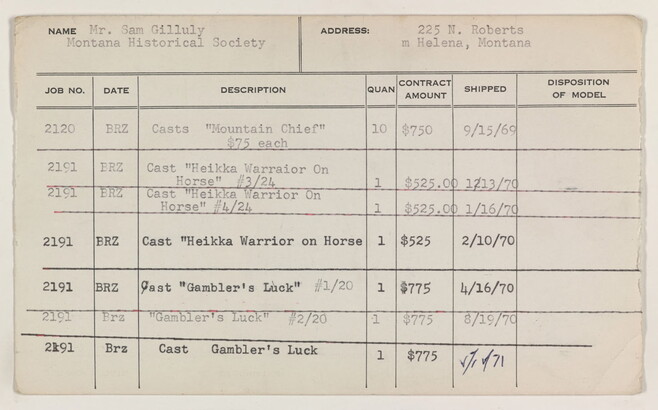 NAME Mr. Sam Gilluly ADDRESS: 225 N. Roberts
Montana Historical Society m Helena, Montana
JOB NO. DATE DESCRIPTION QUAN CONTRACT AMOUNT SHIPPED DISPOSITION OF MODEL
2120 BRZ Casts "Mountain Chief" 10 $750 9/15/69
$75 each
2191 BRZ Cast "Heikka Warraior On
Horse" #3/24 1 $525.00 1213/70
2191 BRZ Cast "Heikka Warrior On
Horse" #4/24 1 $525.00 1/16/70
2191 BRZ Cast "Heikka Warrior on Horse 1 $525 2/10/70
2191 BRZ Cast "Gambler's Luck" #1/20 1 $775 4/16/70
2191 Brz "Gambler's Luck" #2/20 1 $775 8/19/70
2191 Brz Cast Gambler's Luck 1 $775